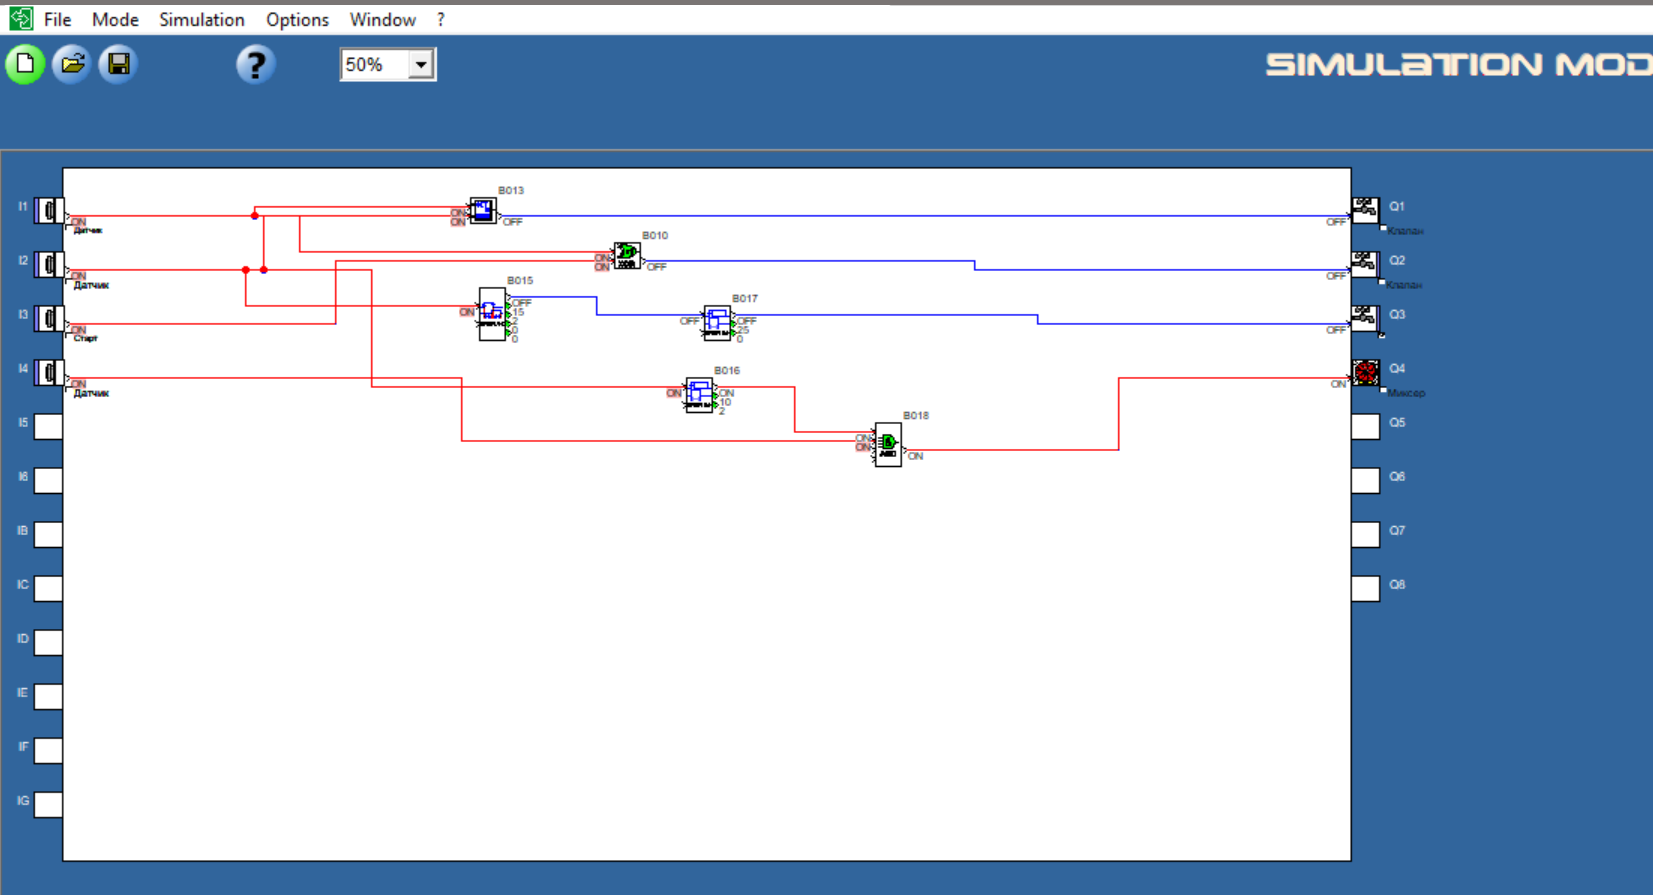 File Mode Simulation Options Window ?
50%
SIMULATION MOD
B013
I1 ON ON ON OFF OFF Q1
Датчик Клапан
B010
I2 ON ON ON OFF OFF Q2
Датчик Клапан
B015
B017
I3 ON ON OFF 15 2 0 0 OFF OFF 25 0 OFF Q3
Старт
B016
I4 ON ON ON 10 2 ON Q4
Датчик Миксер
B018
I5 ON ON ON Q5
I6 Q6
IB Q7
IC Q8
ID
IE
IF
IG